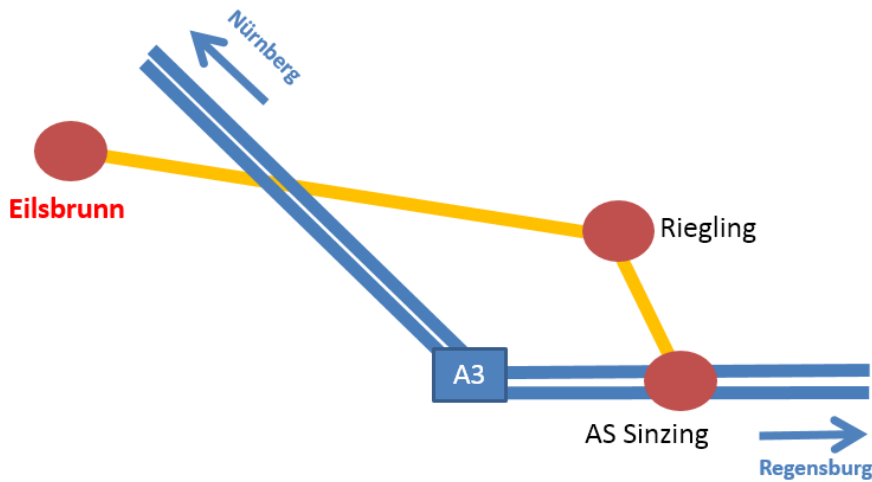 Nürnberg
Eilsbrunn
Riegling
A3
AS Sinzing
Regensburg